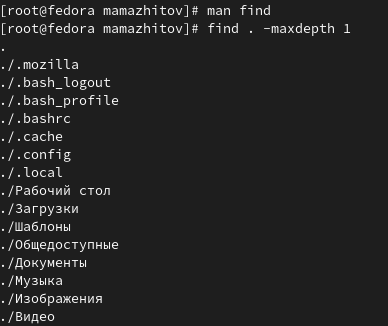 [root@fedora mamazhitov]# man find
[root@fedora mamazhitov]# find . -maxdepth 1
.
./.mozilla
./.bash_logout
./.bash_profile
./.bashrc
./.cache
./.config
./.local
./Рабочий стол
./Загрузки
./Шаблоны
./Общедоступные
./Документы
./Музыка
./Изображения
./Видео